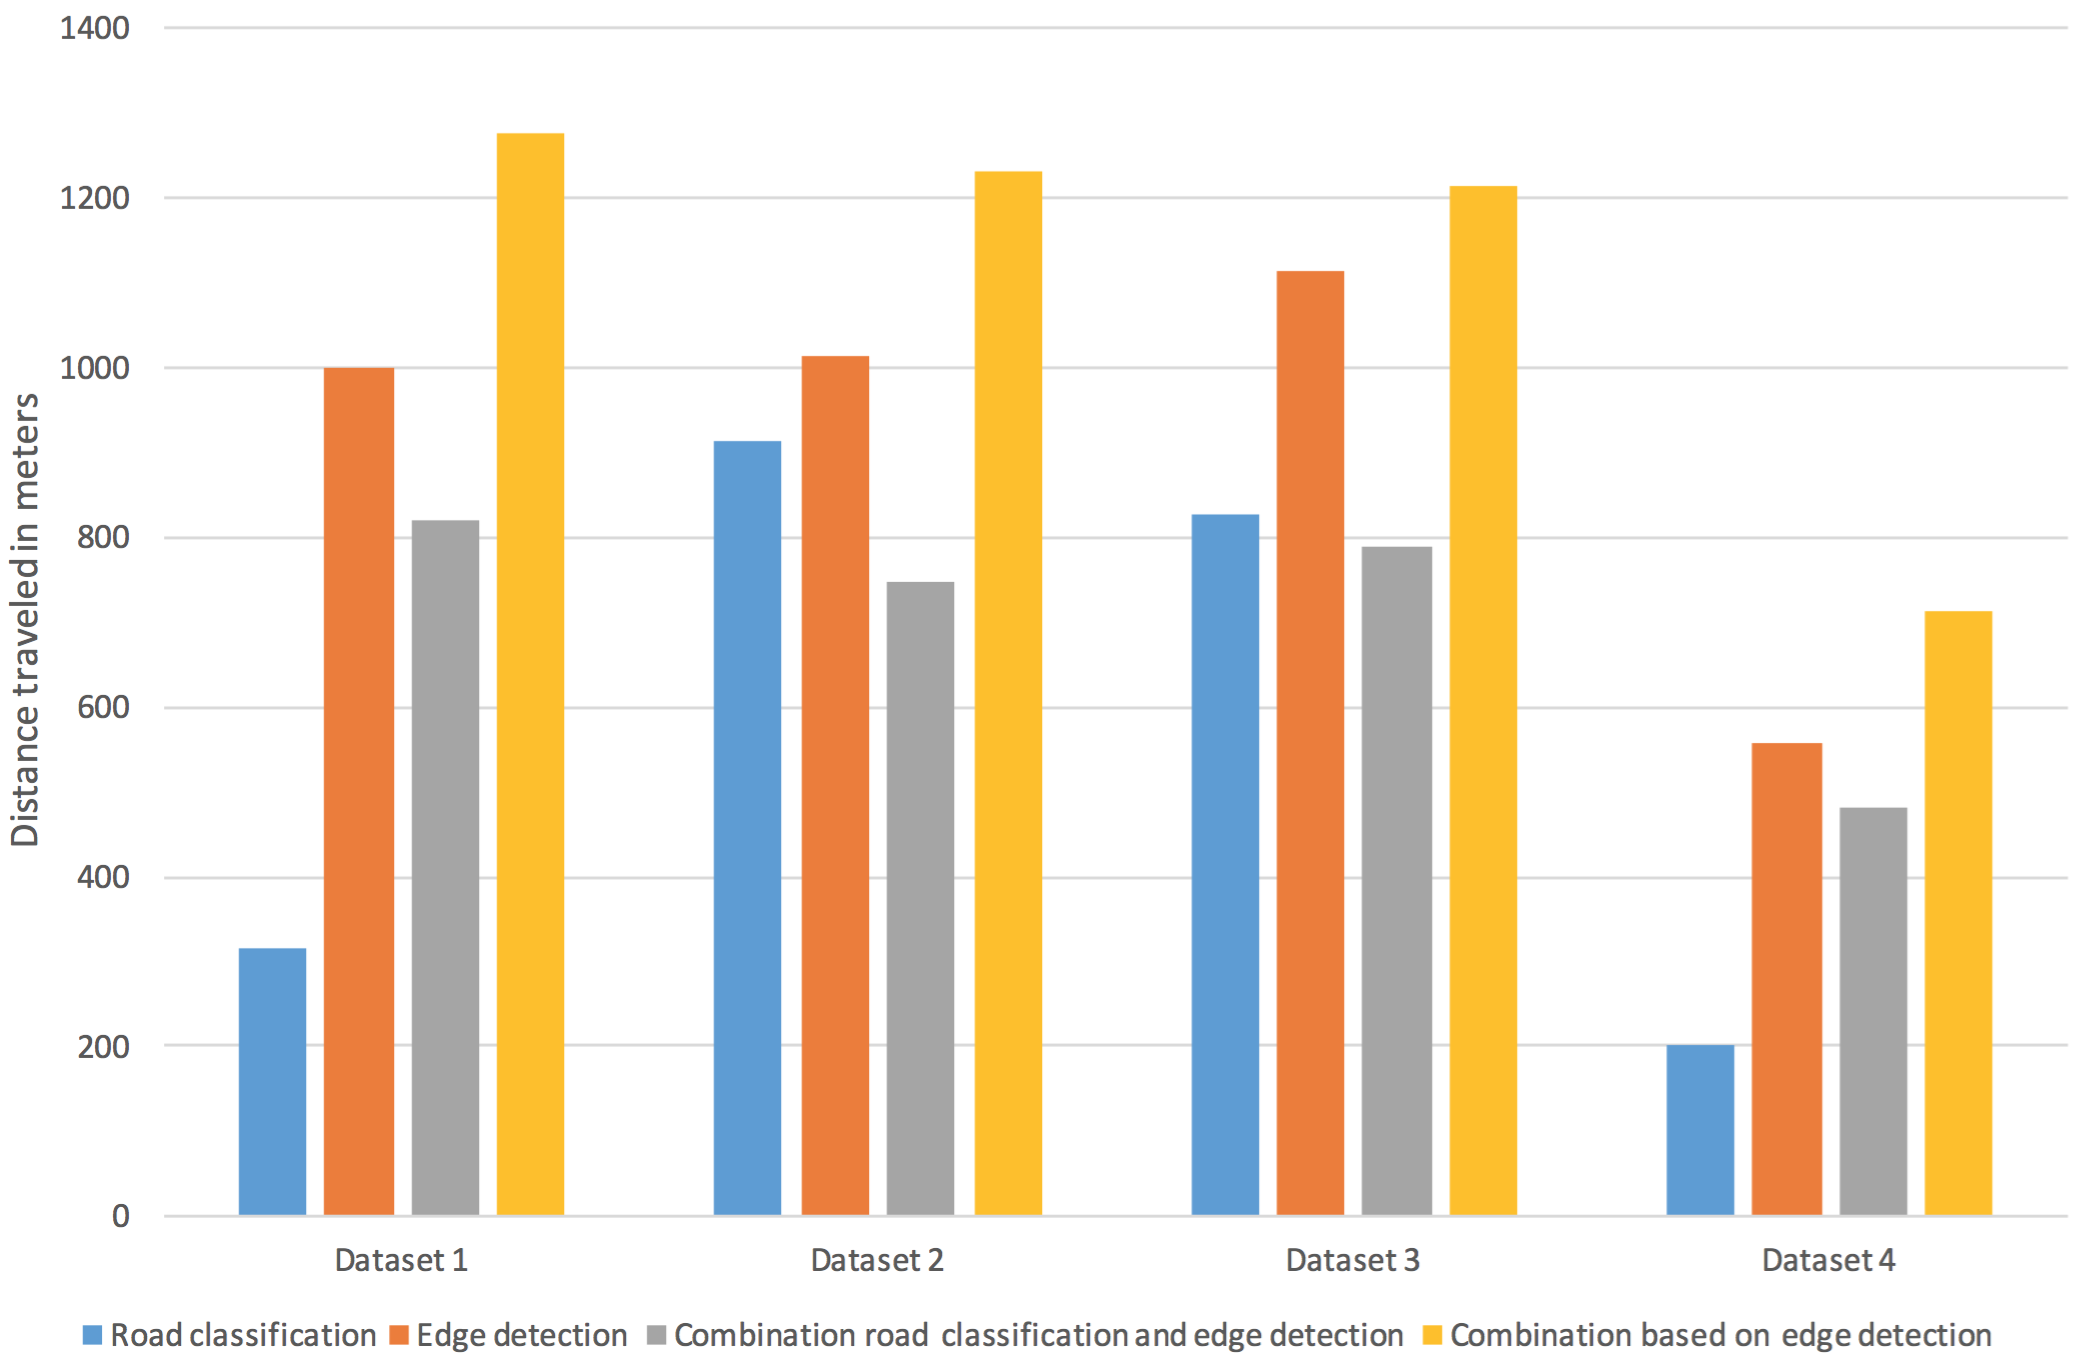 1400
1200
1000
800
600
400
200
0
Distance traveled in meters
Dataset 1 Dataset 2 Dataset 3 Dataset 4
Road classification Edge detection Combination road classification and edge detection Combination based on edge detection